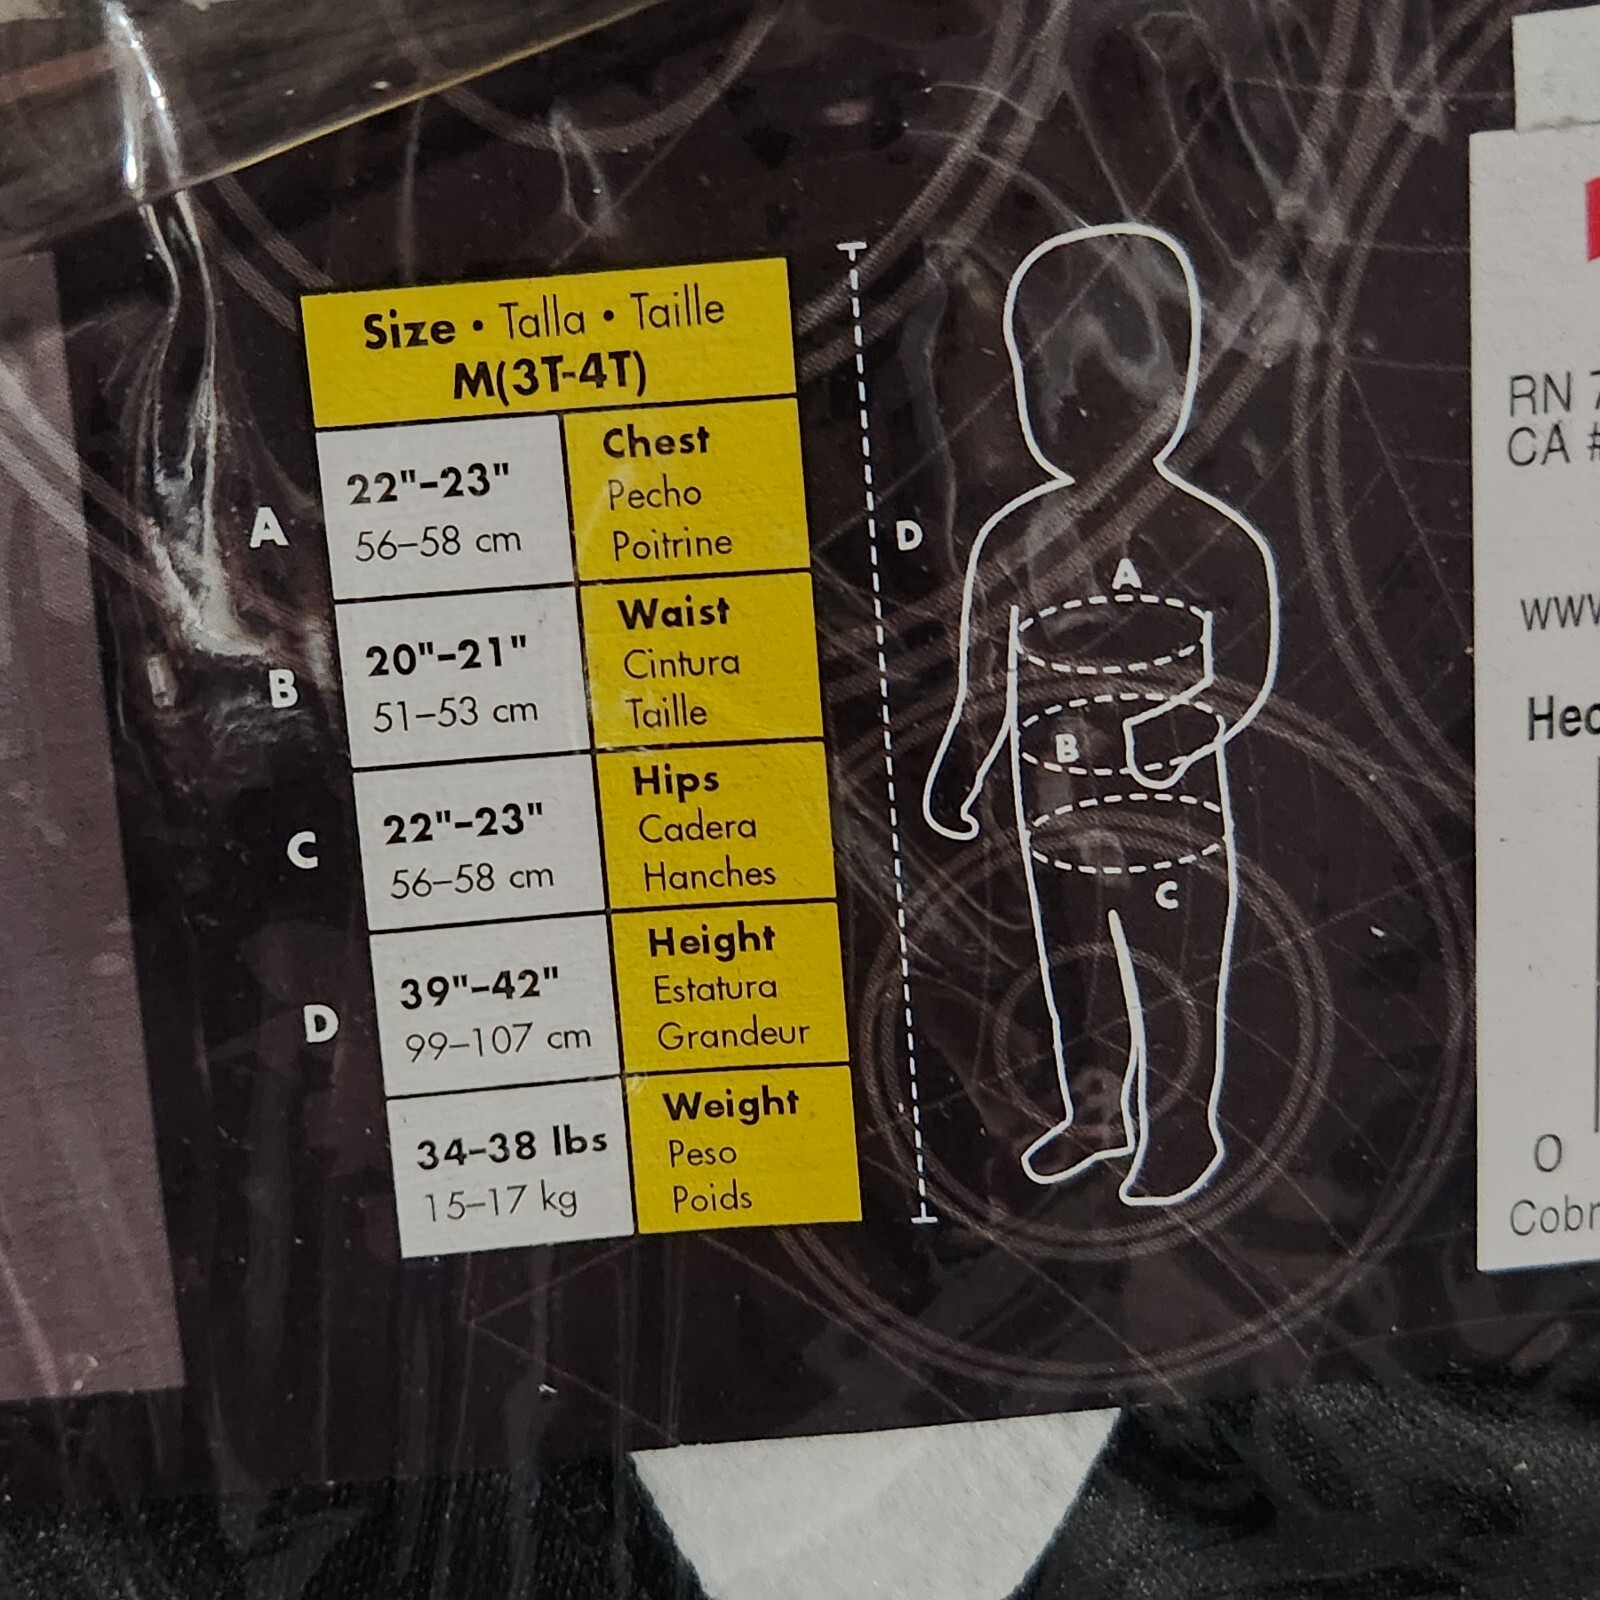 Size • Talla • Taille
M(3T-4T)
A
22"-23"
56–58 cm
Chest
Pecho
Poitrine
B
20"-21"
51–53 cm
Waist
Cintura
Taille
C
22"-23"
56–58 cm
Hips
Cadera
Hanches
D
39"-42"
99–107 cm
Height
Estatura
Grandeur
34–38 lbs
15–17 kg
Weight
Peso
Poids
D
A
B
C
RN
CA #
O